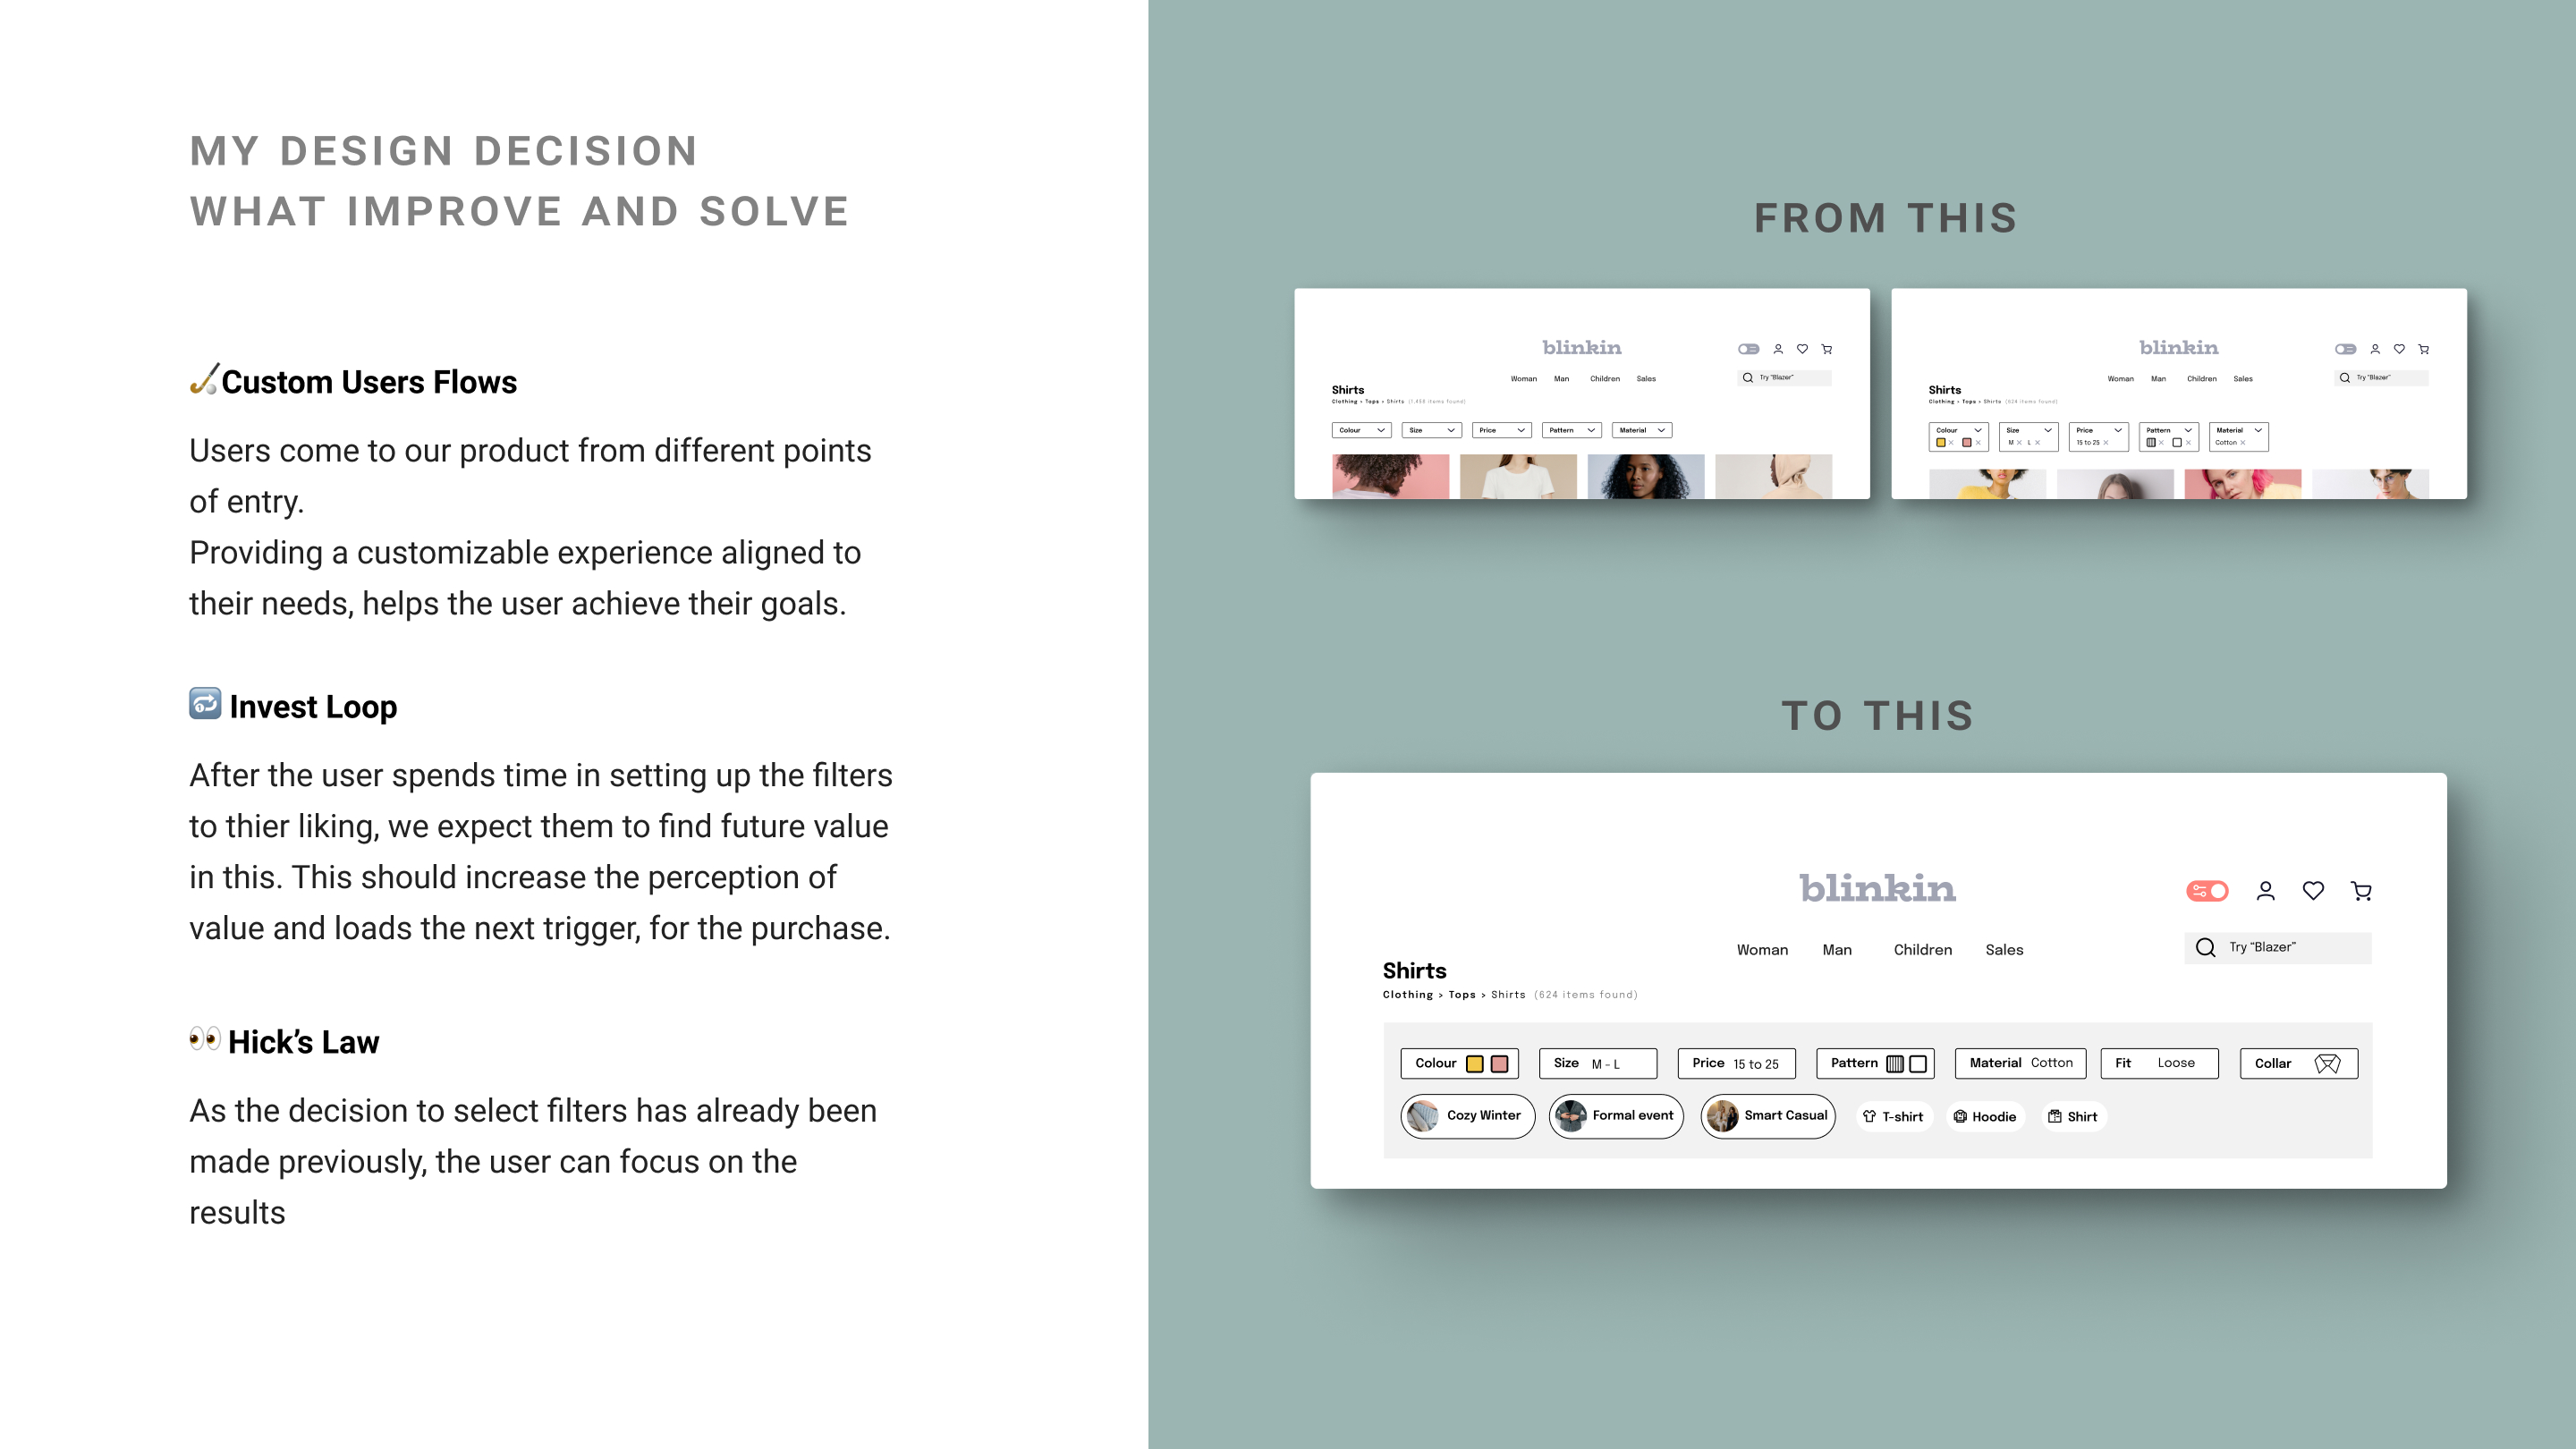 MY DESIGN DECISION
WHAT IMPROVE AND SOLVE
Custom Users Flows
Users come to our product from different points
of entry.
Providing a customizable experience aligned to
their needs, helps the user achieve their goals.
Invest Loop
After the user spends time in setting up the filters
to thier liking, we expect them to find future value
in this. This should increase the perception of
value and loads the next trigger, for the purchase.
Hick's Law
As the decision to select filters has already been
made previously, the user can focus on the
results
FROM THIS
blinkin
Woman Man Children Sales
Try "Blazer"
Shirts
Clothing > Tops > Shirts
Colour Size Price Pattern Material
blinkin
Woman Man Children Sales
Try "Blazer"
Shirts
Clothing > Tops > Shirts (624 items found)
Colour Size Price Pattern Material
M × L × 15 to 25 × Cotton ×
TO THIS
blinkin
Woman Man Children Sales
Try “Blazer”
Shirts
Clothing > Tops > Shirts (624 items found)
Colour Size M - L Price 15 to 25 Pattern Material Cotton Fit Loose Collar
Cozy Winter Formal event Smart Casual T-shirt Hoodie Shirt